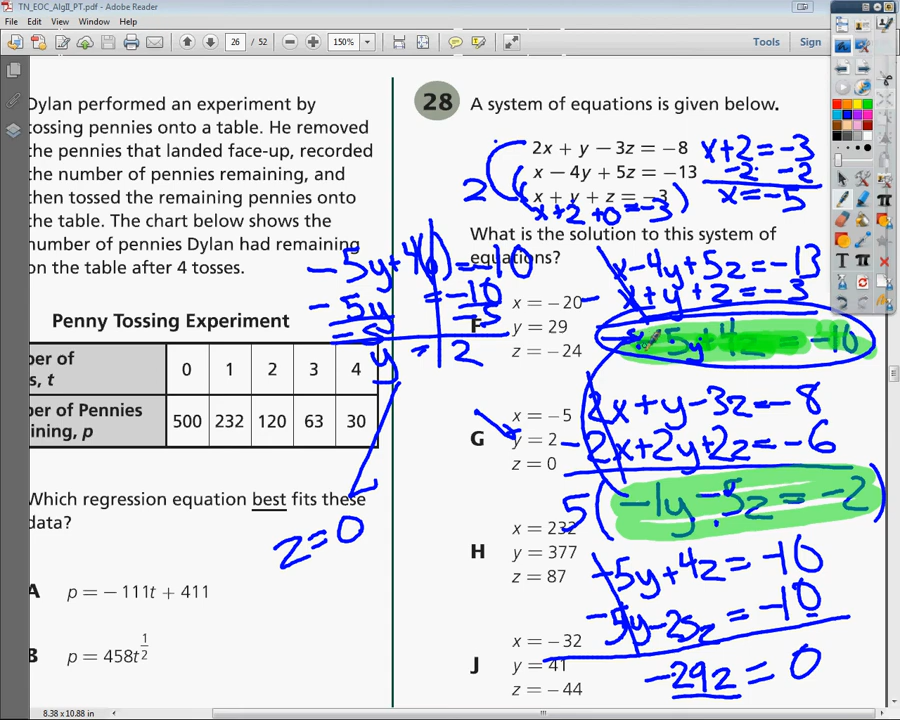 TN_EOC_AlgII_PT.pdf - Adobe Reader
File Edit View Window Help
26 / 52 150% Tools Sign
Dylan performed an experiment by
tossing pennies onto a table. He removed
the pennies that landed face-up, recorded
the number of pennies remaining, and
then tossed the remaining pennies onto
the table. The chart below shows the
number of pennies Dylan had remaining
on the table after 4 tosses.
Penny Tossing Experiment
ber of
s, t 0 1 2 3 4
ber of Pennies
ining, p 500 232 120 63 30
Which regression equation best fits these
data?
z=0
A p = − 111t + 411
B p = 458t^1/2
-5y+4(0)=-10
-5y =-10
-5 -5
y = 2
28 A system of equations is given below.
2x + y − 3z = −8
x − 4y + 5z = −13
2( x + y + z = −3 )
x+2+0=-3
x+2=-3
-2 -2
x=-5
What is the solution to this system of
equations?
F x = −20
y = 29
z = −24
G x = −5
y = 2
z = 0
H x = 232
y = 377
z = 87
J x = −32
y = 41
z = −44
x-4y+5z=-13
- x+y+z=-3
-5y+4z=-10
2x+y-3z=-8
-2x+2y+2z=-6
5(-1y-5z=-2)
-5y+4z=-10
-5y-25z=-10
-29z=0
8.38 x 10.88 in